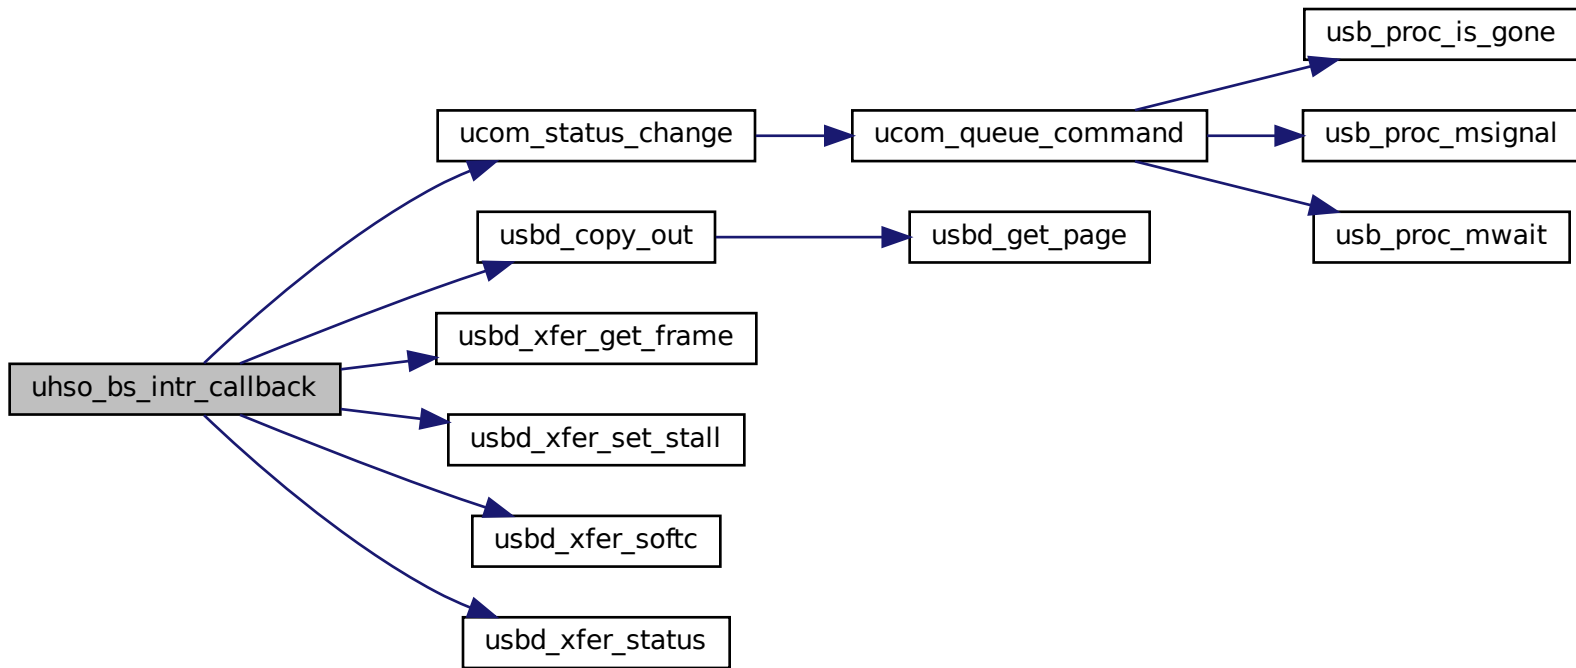 usb_proc_is_gone
ucom_status_change
ucom_queue_command
usb_proc_msignal
usbd_copy_out
usbd_get_page
usb_proc_mwait
usbd_xfer_get_frame
uhso_bs_intr_callback
usbd_xfer_set_stall
usbd_xfer_softc
usbd_xfer_status